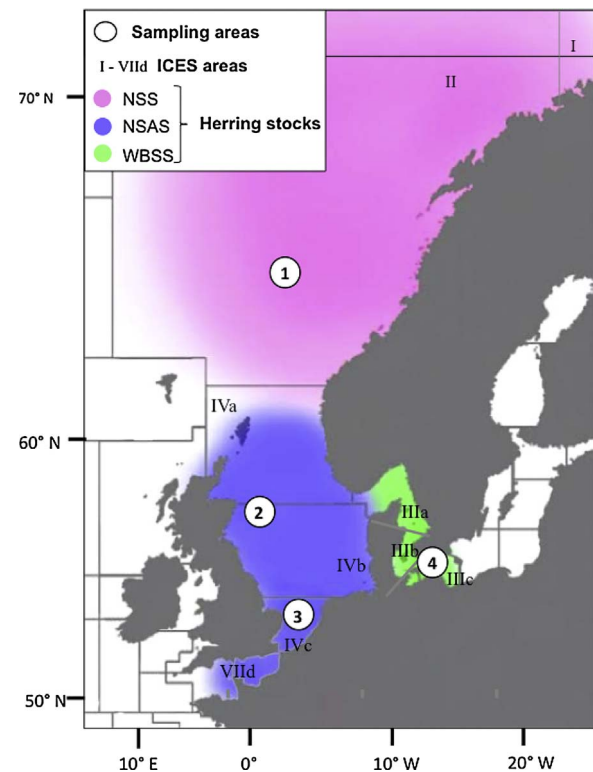 Sampling areas
I - VIId ICES areas
NSS
NSAS
Herring stocks
WBSS
I
II
70° N
1
IVa
60° N
2
IIIa
IIIb
4
IVb
IIIc
3
IVc
VIId
50° N
10° E
0°
10° W
20° W